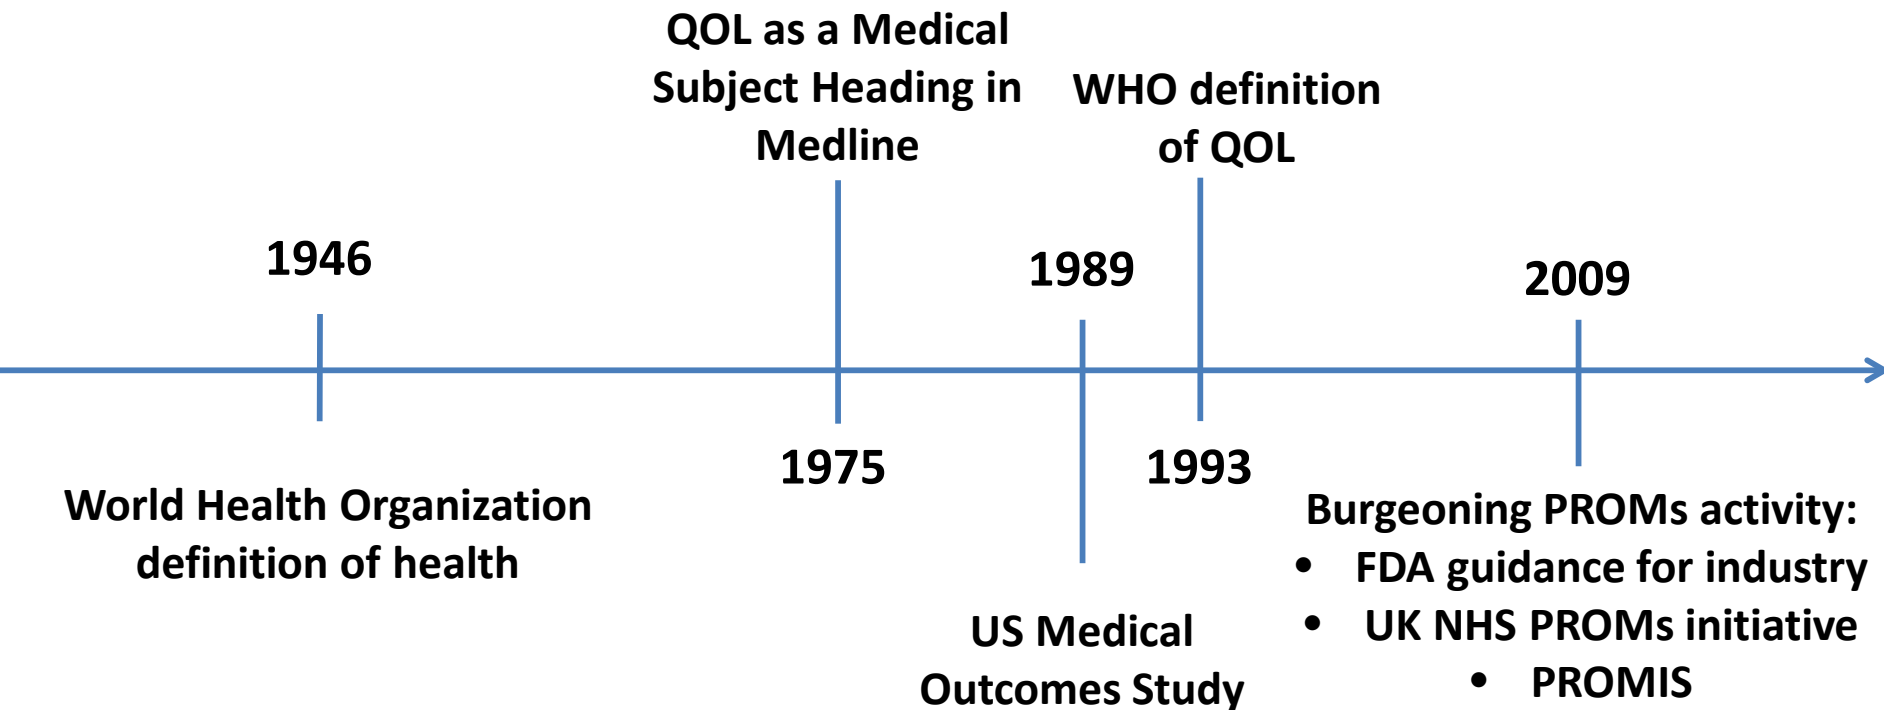 QOL as a Medical
Subject Heading in
Medline
WHO definition
of QOL
1946
1989
2009
1975
1993
World Health Organization
definition of health
US Medical
Outcomes Study
Burgeoning PROMs activity:
• FDA guidance for industry
• UK NHS PROMs initiative
• PROMIS